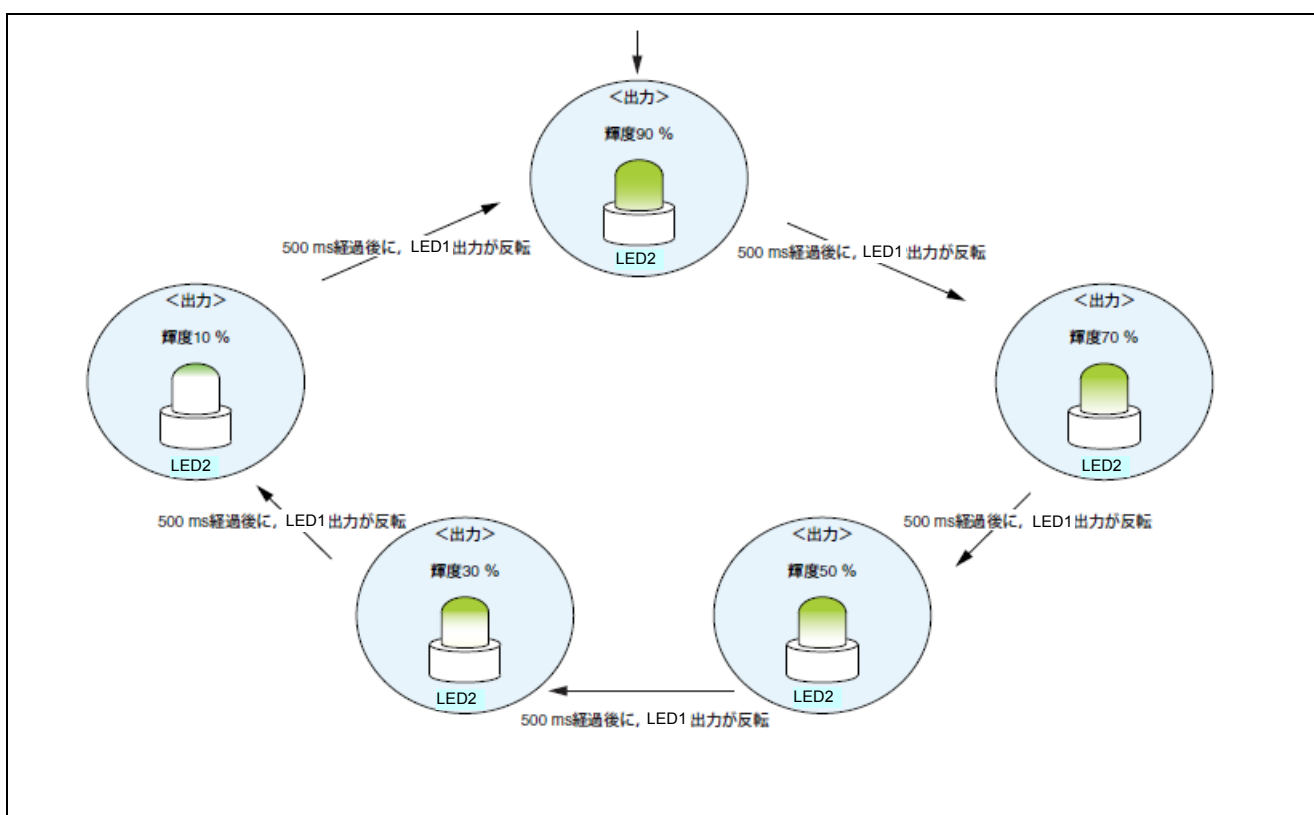 <出力>
輝度90 %
LED2
500 ms経過後に, LED1出力が反転
<出力>
輝度70 %
LED2
500 ms経過後に, LED1出力が反転
<出力>
輝度50 %
LED2
500 ms経過後に, LED1出力が反転
<出力>
輝度30 %
LED2
500 ms経過後に, LED1出力が反転
<出力>
輝度10 %
LED2
500 ms経過後に, LED1出力が反転